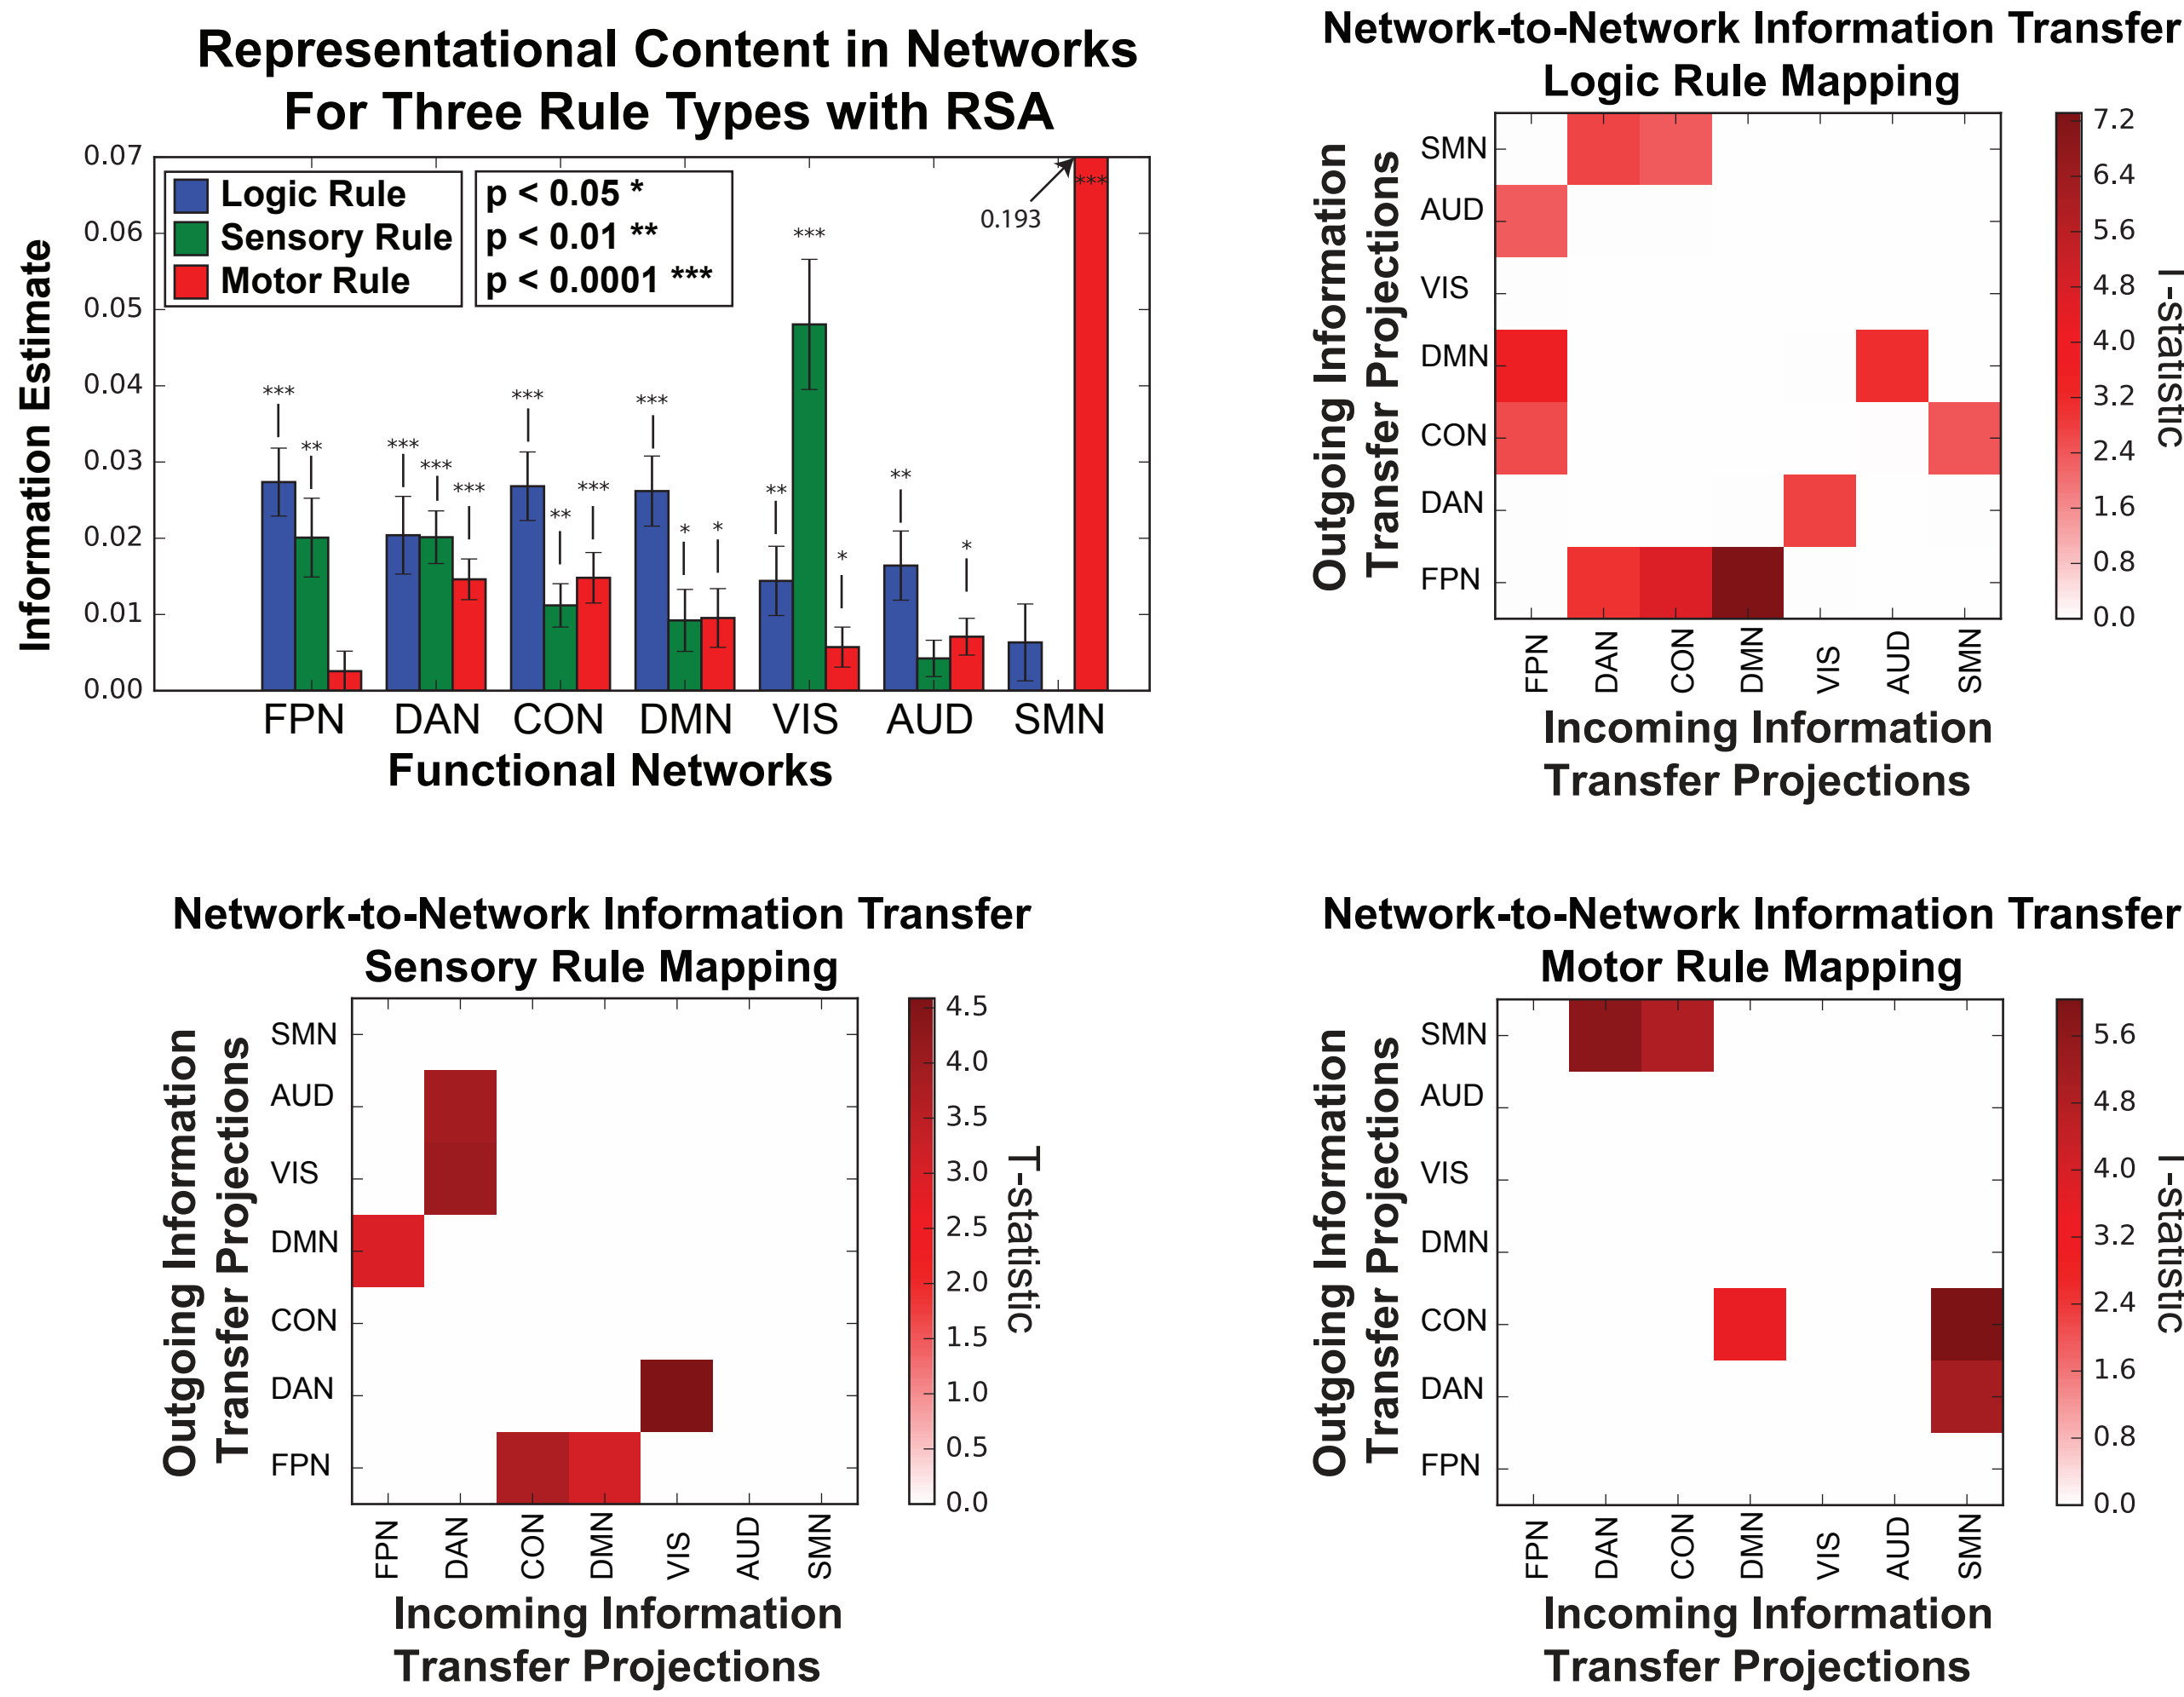 Representational Content in Networks
For Three Rule Types with RSA
0.07
0.06
0.05
0.04
0.03
0.02
0.01
0.00
Information Estimate
Logic Rule
Sensory Rule
Motor Rule
p < 0.05 *
p < 0.01 **
p < 0.0001 ***
*** ** *** *** *** *** ** *** *** * * ** *** * ** * ***
0.193
FPN DAN CON DMN VIS AUD SMN
Functional Networks
Network-to-Network Information Transfer
Logic Rule Mapping
Outgoing Information
Transfer Projections
SMN
AUD
VIS
DMN
CON
DAN
FPN
FPN DAN CON DMN VIS AUD SMN
Incoming Information
Transfer Projections
7.2
6.4
5.6
4.8
4.0
3.2
2.4
1.6
0.8
0.0
T-statistic
Network-to-Network Information Transfer
Sensory Rule Mapping
Outgoing Information
Transfer Projections
SMN
AUD
VIS
DMN
CON
DAN
FPN
FPN DAN CON DMN VIS AUD SMN
Incoming Information
Transfer Projections
4.5
4.0
3.5
3.0
2.5
2.0
1.5
1.0
0.5
0.0
T-statistic
Network-to-Network Information Transfer
Motor Rule Mapping
Outgoing Information
Transfer Projections
SMN
AUD
VIS
DMN
CON
DAN
FPN
FPN DAN CON DMN VIS AUD SMN
Incoming Information
Transfer Projections
5.6
4.8
4.0
3.2
2.4
1.6
0.8
0.0
T-statistic